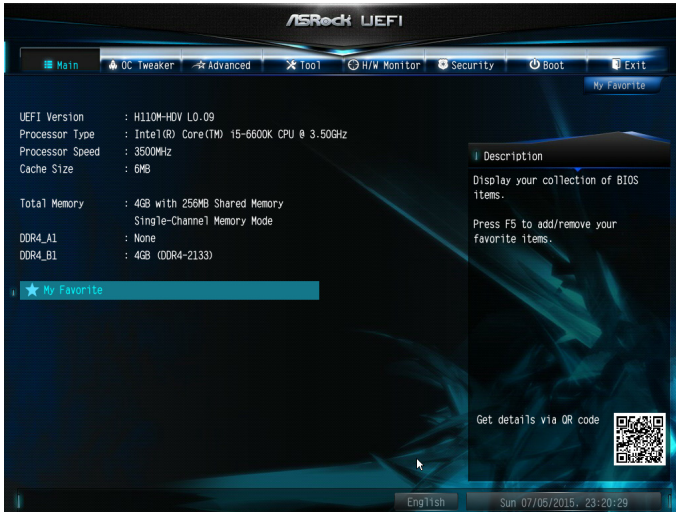 ASRock UEFI
Main OC Tweaker Advanced Tool H/W Monitor Security Boot Exit
My Favorite
UEFI Version : H110M-HDV L0.09
Processor Type : Intel(R) Core(TM) i5-6600K CPU @ 3.50GHz
Processor Speed : 3500MHz
Cache Size : 6MB
Total Memory : 4GB with 256MB Shared Memory
Single-Channel Memory Mode
DDR4_A1 : None
DDR4_B1 : 4GB (DDR4-2133)
My Favorite
Description
Display your collection of BIOS
items.
Press F5 to add/remove your
favorite items.
Get details via QR code
English
Sun 07/05/2015. 23:20:29